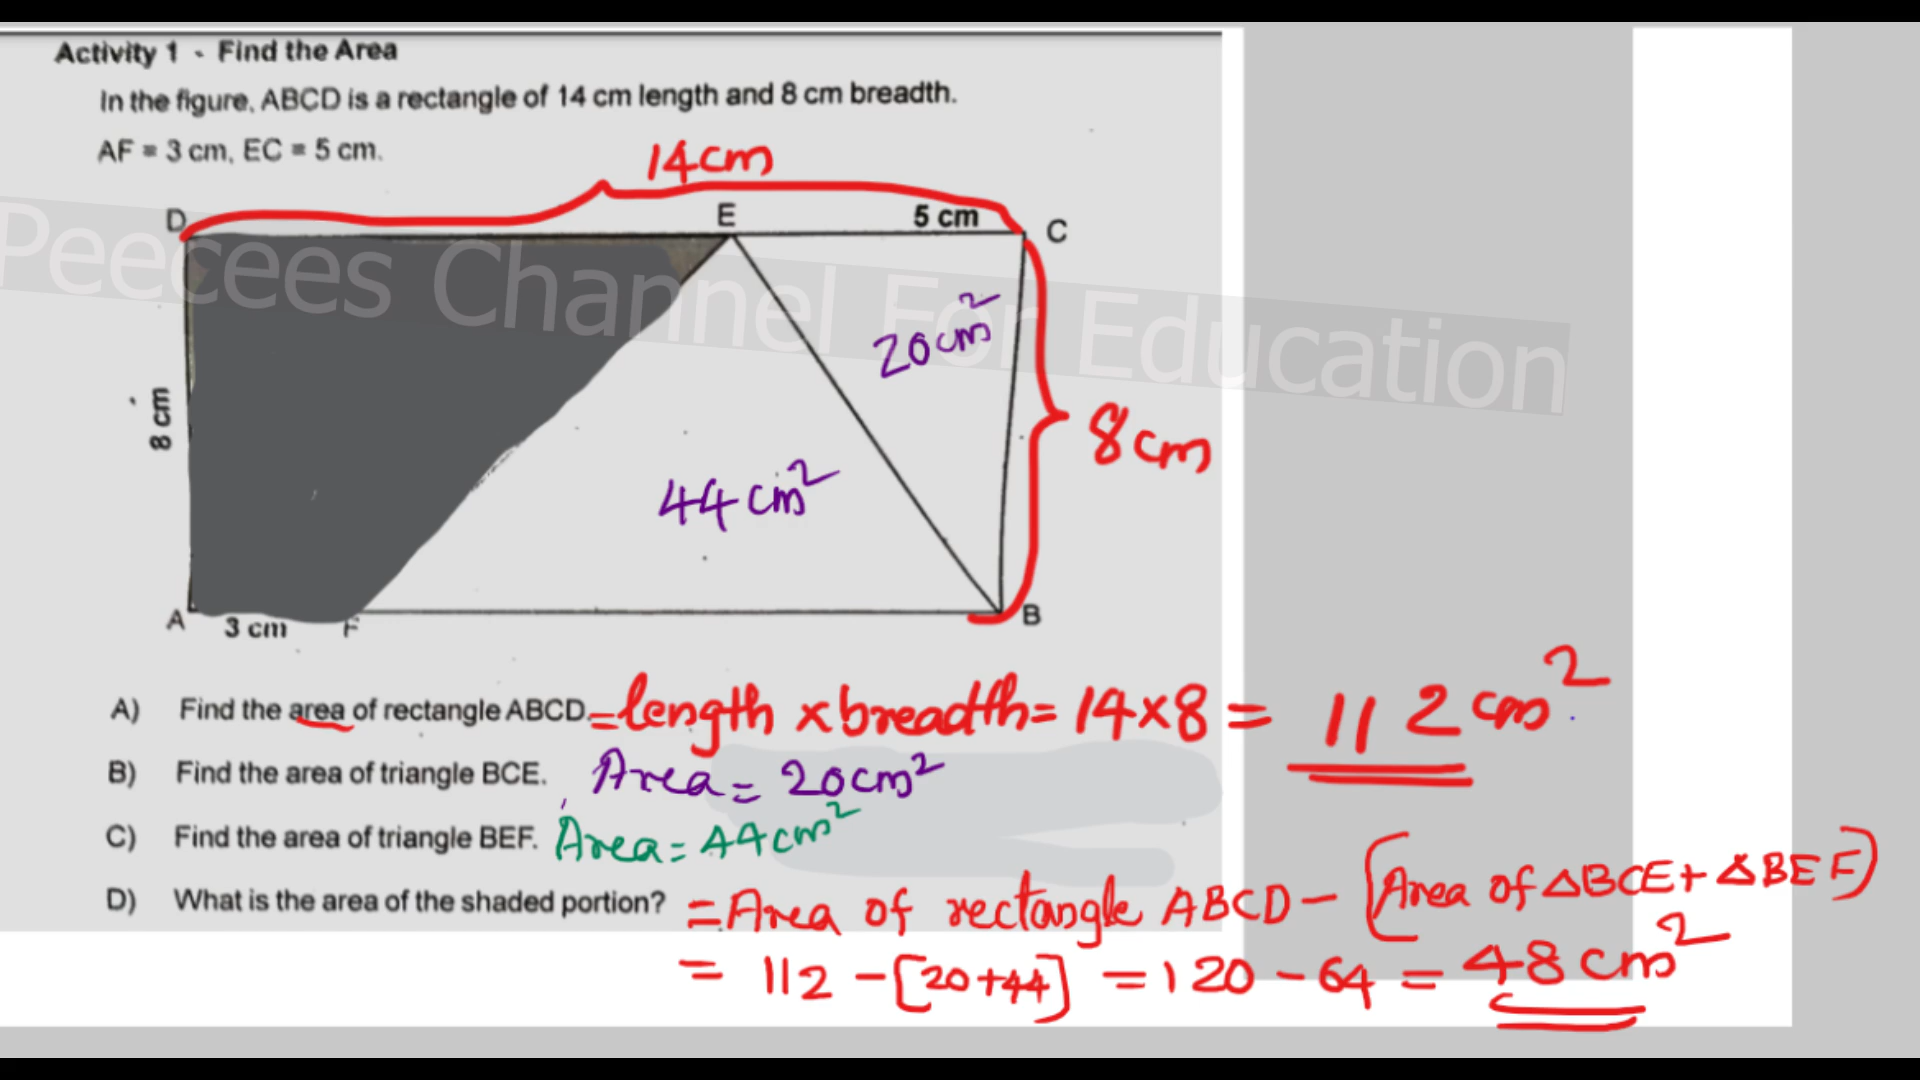 Activity 1 - Find the Area
In the figure, ABCD is a rectangle of 14 cm length and 8 cm breadth.
AF = 3 cm, EC = 5 cm.
14cm
D E 5 cm C
Peecees Channel For Education
20cm²
8 cm
8cm
44cm²
A 3 cm F B
A) Find the area of rectangle ABCD. =length x breadth= 14x8 = 112cm²
B) Find the area of triangle BCE. Area = 20cm²
C) Find the area of triangle BEF. Area = 44cm²
D) What is the area of the shaded portion? = Area of rectangle ABCD - [Area of △BCE+△BEF]
= 112 - [20+44] = 120 - 64 = 48cm²